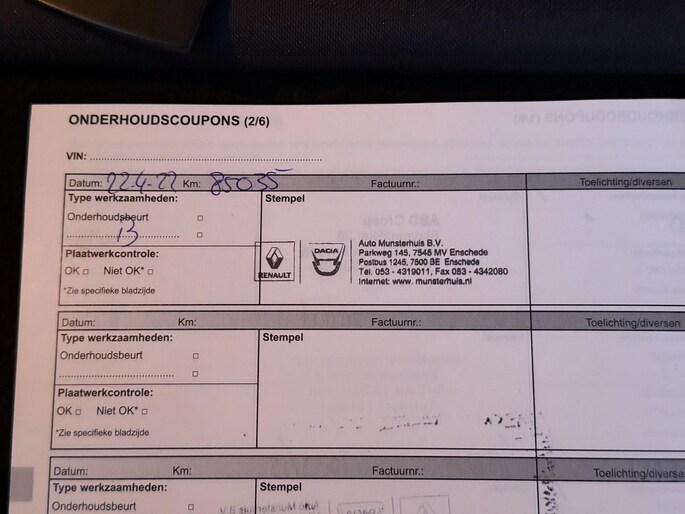 ONDERHOUDSCOUPONS (2/6)
VIN:
Datum: 22-4-22 Km: 85035 Factuurnr.: Toelichting/diversen
Type werkzaamheden: Stempel
Onderhoudsbeurt
B
Plaatwerkcontrole:
OK Niet OK*
*Zie specifieke bladzijde
RENAULT
DACIA
Auto Munsterhuis B.V.
Parkweg 145, 7545 MV Enschede
Postbus 1245, 7500 BE Enschede
Tel. 053 - 4319011, Fax 053 - 4342080
Internet: www. munsterhuis.nl
Datum: Km: Factuurnr.: Toelichting/diversen
Type werkzaamheden: Stempel
Onderhoudsbeurt
Plaatwerkcontrole:
OK Niet OK*
*Zie specifieke bladzijde
Datum: Km: Factuurnr.: Toelichting/diversen
Type werkzaamheden: Stempel
Onderhoudsbeurt